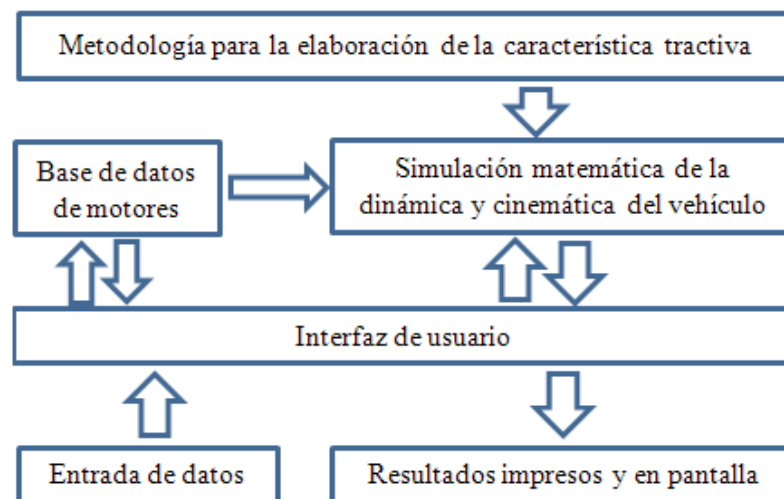 Metodología para la elaboración de la característica tractiva
Base de datos
de motores
Simulación matemática de la
dinámica y cinemática del vehículo
Interfaz de usuario
Entrada de datos
Resultados impresos y en pantalla